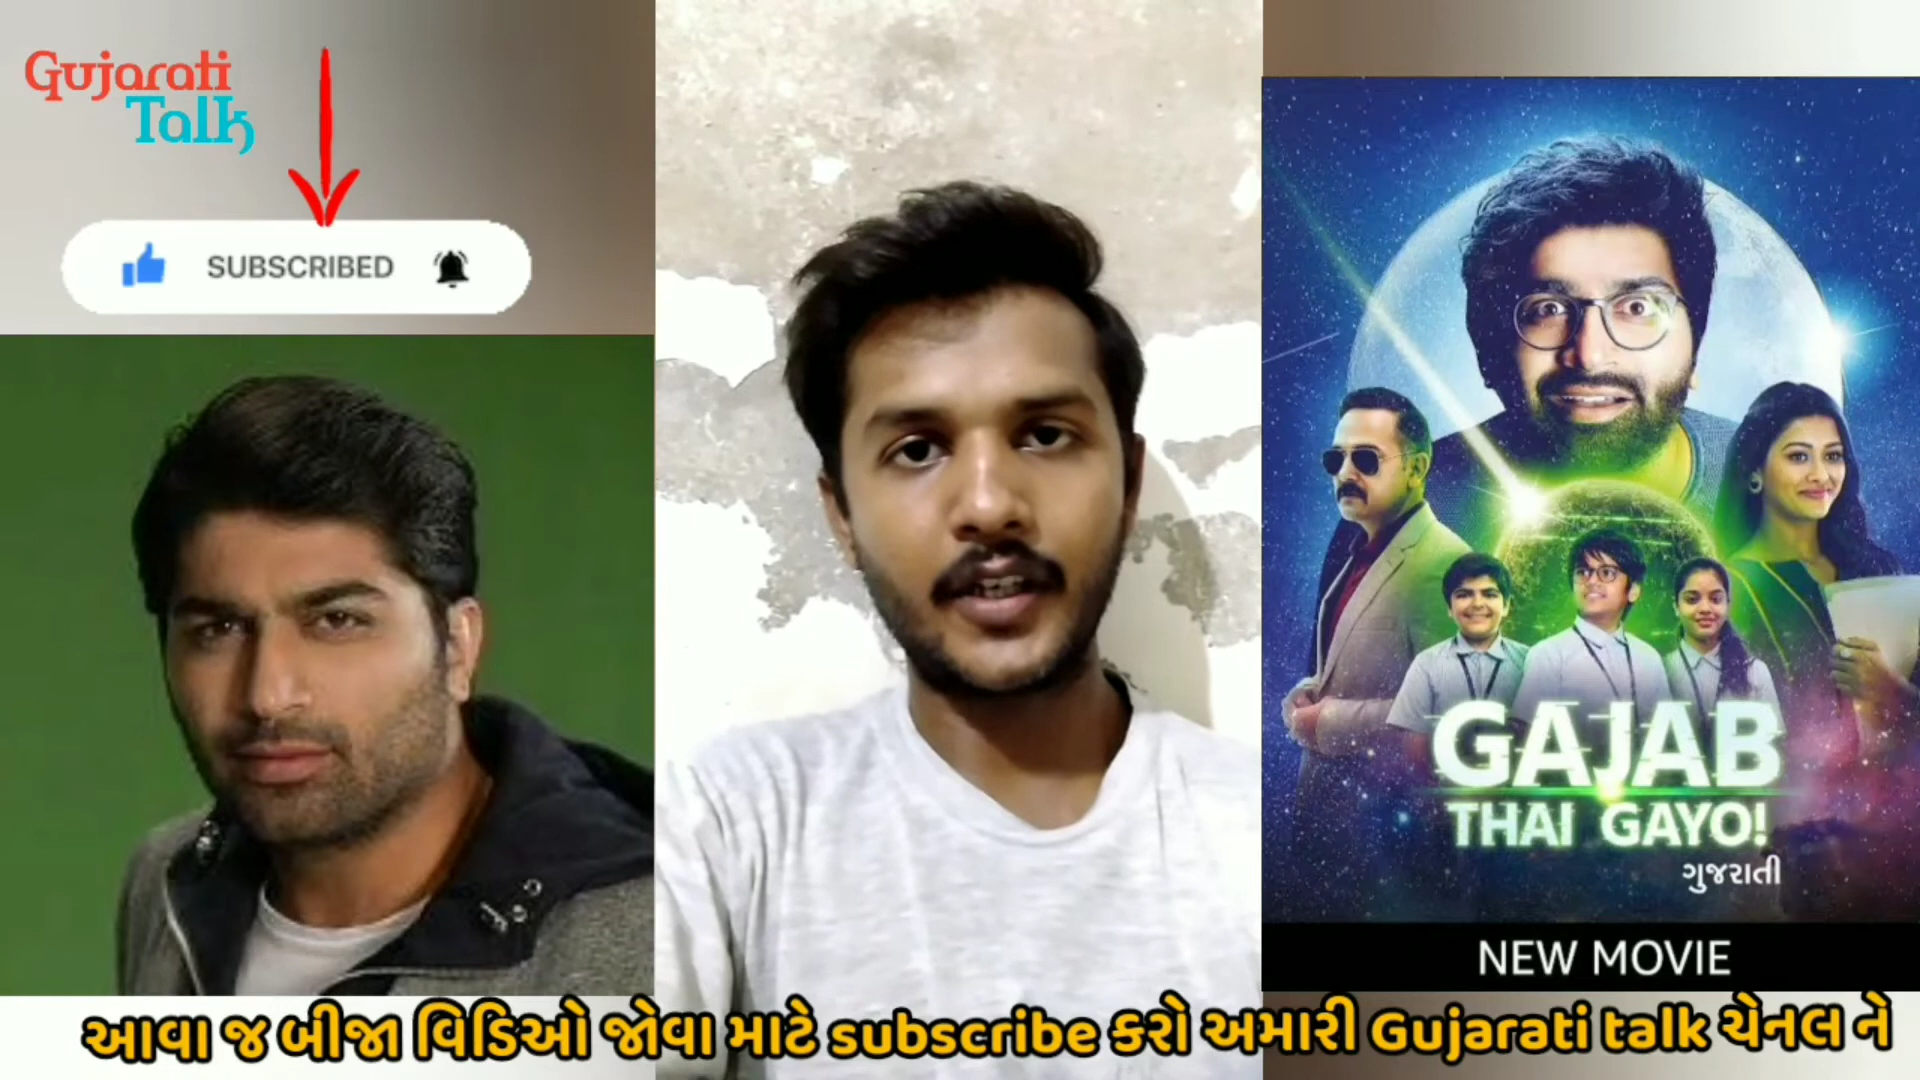 Gujarati
Talk
SUBSCRIBED
GAJAB
THAI GAYO!
ગુજરાતી
NEW MOVIE
આવા જ બીજા વિડિઓ જોવા માટે subscribe કરો અમારી Gujarati talk ચેનલ ને